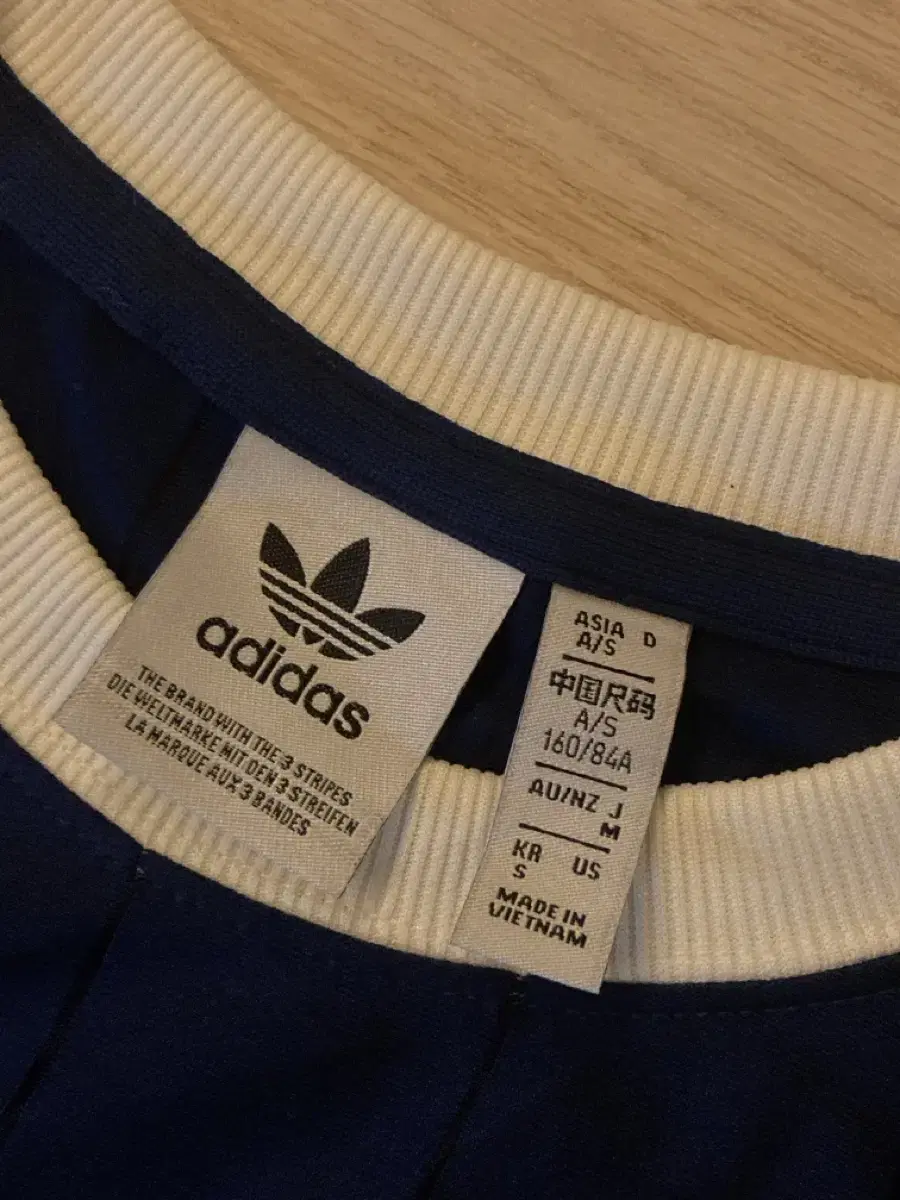 adidas
THE BRAND WITH THE 3 STRIPES
DIE WELTMARKE MIT DEN 3 STREIFEN
LA MARQUE AUX 3 BANDES
ASIA D
A/S
中国尺码
A/S
160/84A
AU/NZ J
M
KR US
S
MADE IN
VIETNAM